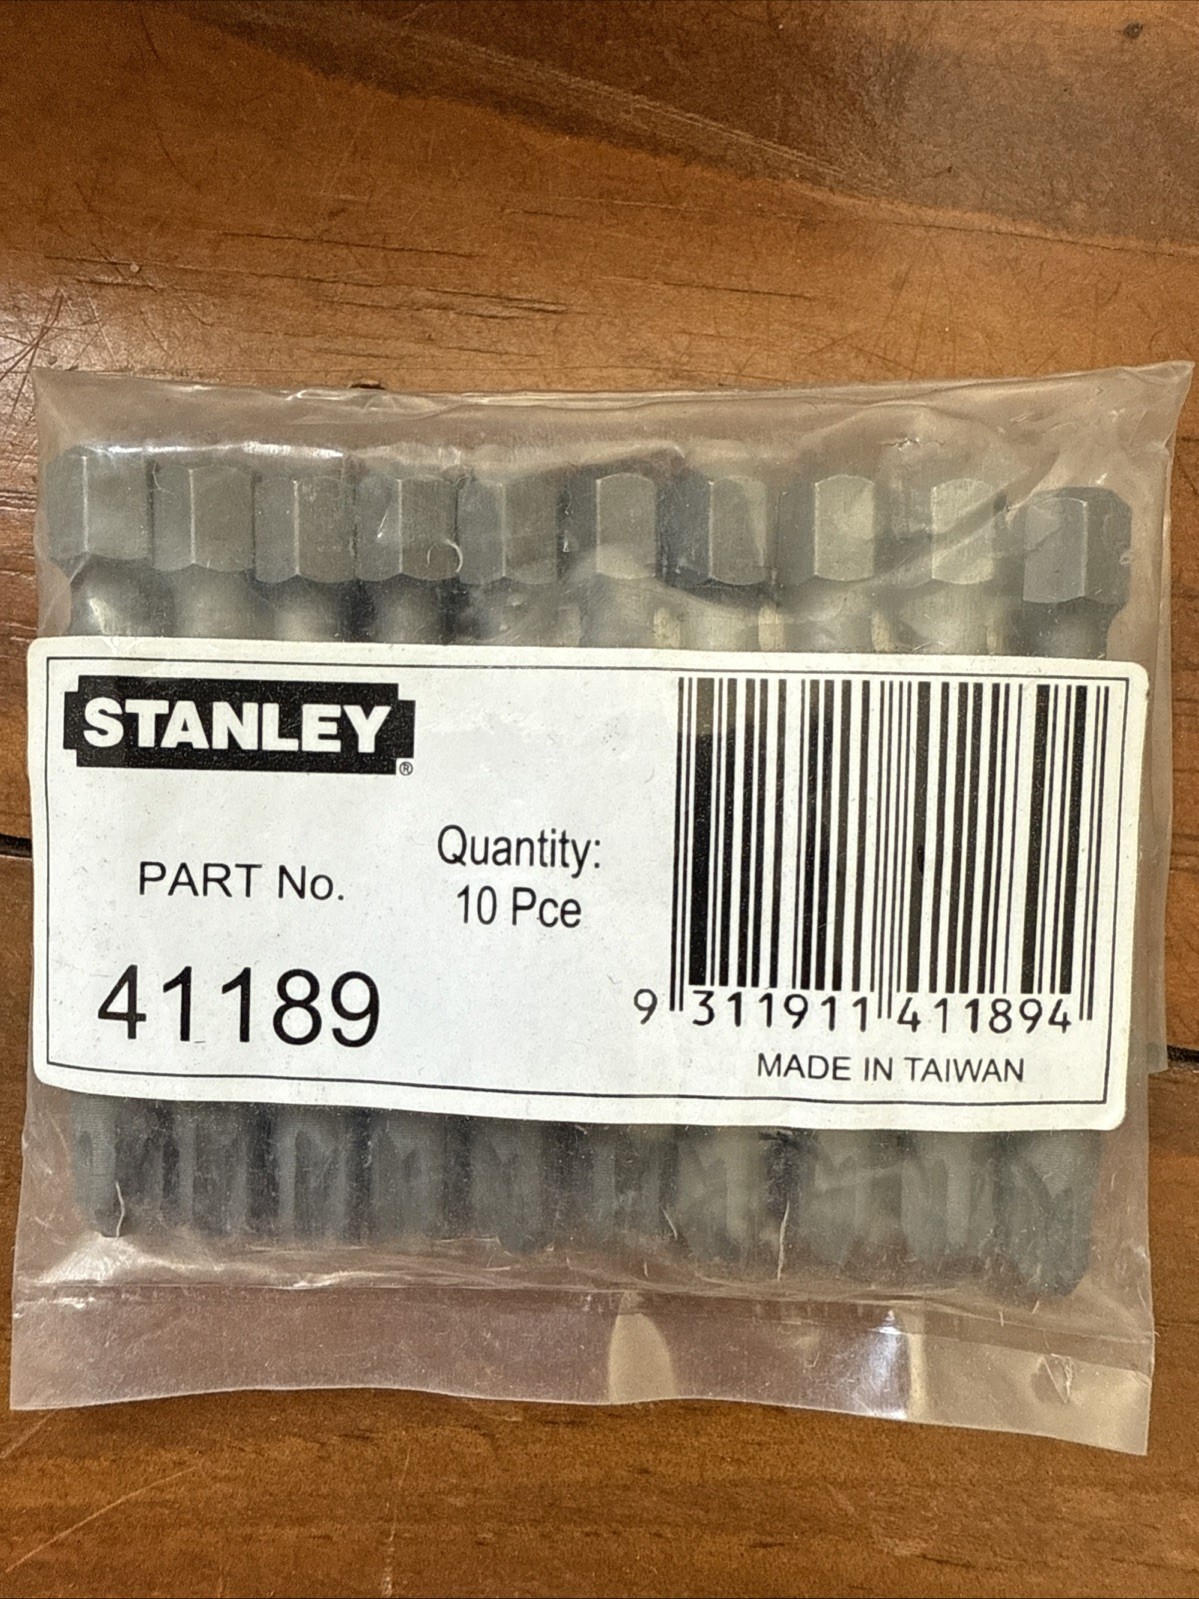 STANLEY®
PART No.
41189
Quantity:
10 Pce
9 311911 411894
MADE IN TAIWAN